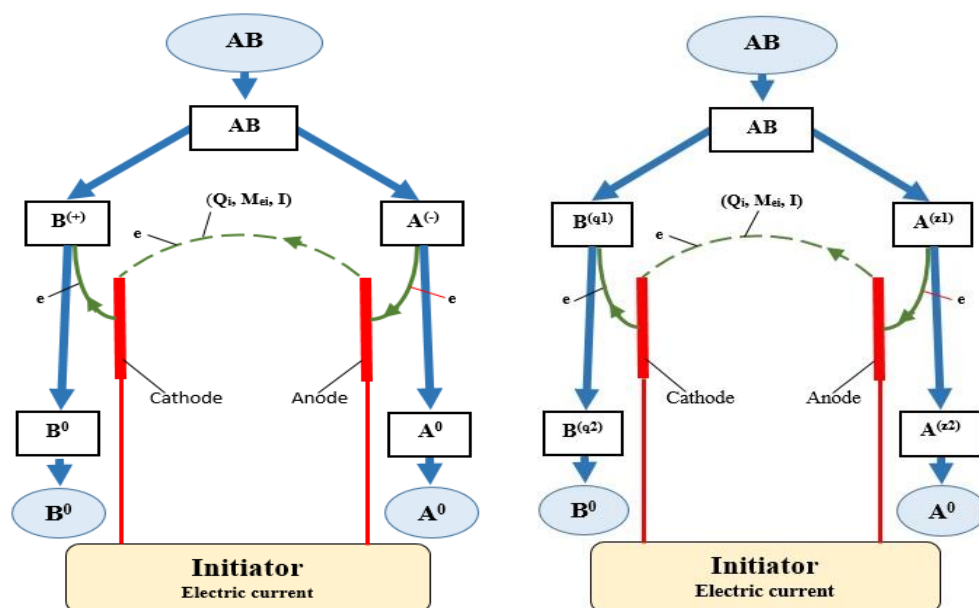 AB
AB
(Qᵢ, Mₑᵢ, I)
B⁽⁺⁾
A⁽⁻⁾
e
e
e
Cathode
Anode
B⁰
A⁰
B⁰
A⁰
Initiator
Electric current
AB
AB
(Qᵢ, Mₑᵢ, I)
B⁽q1⁾
A⁽z1⁾
e
e
e
Cathode
Anode
B⁽q2⁾
A⁽z2⁾
B⁰
A⁰
Initiator
Electric current